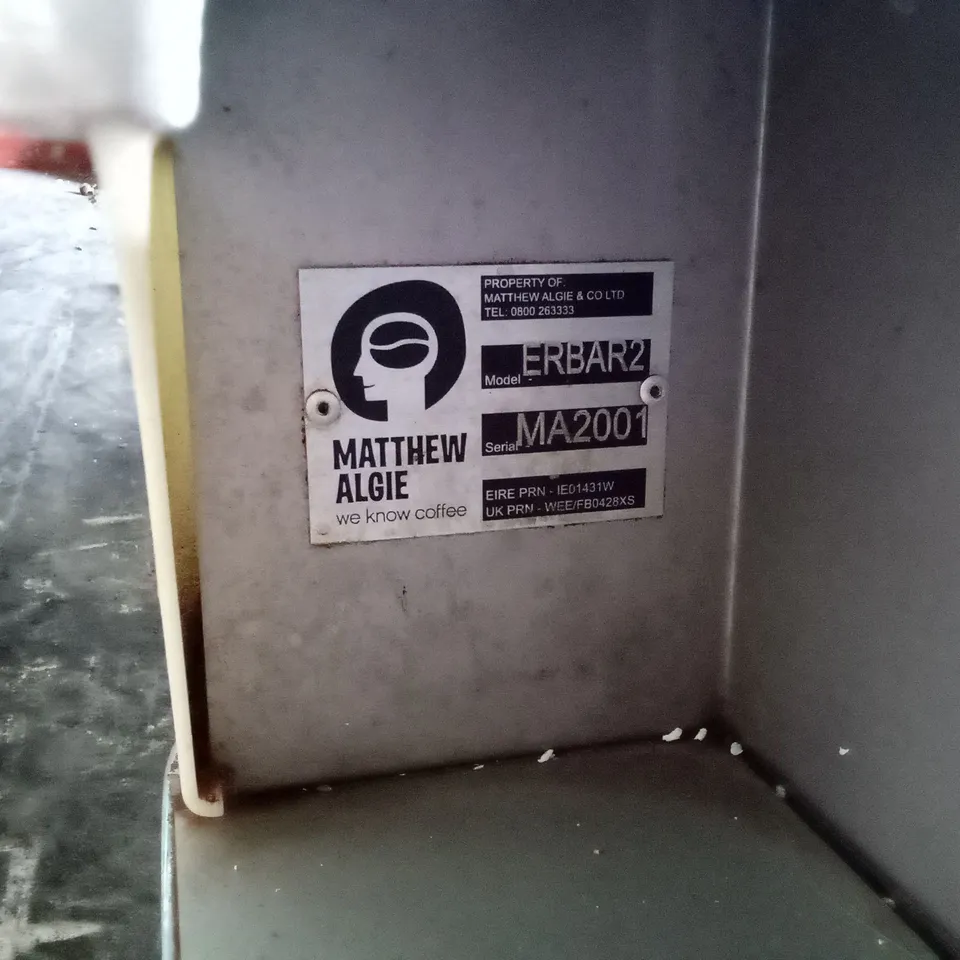 MATTHEW
ALGIE
we know coffee
PROPERTY OF:
MATTHEW ALGIE & CO LTD
TEL: 0800 263333
Model ERBAR2
Serial MA2001
EIRE PRN - IE01431W
UK PRN - WEE/FB0428XS